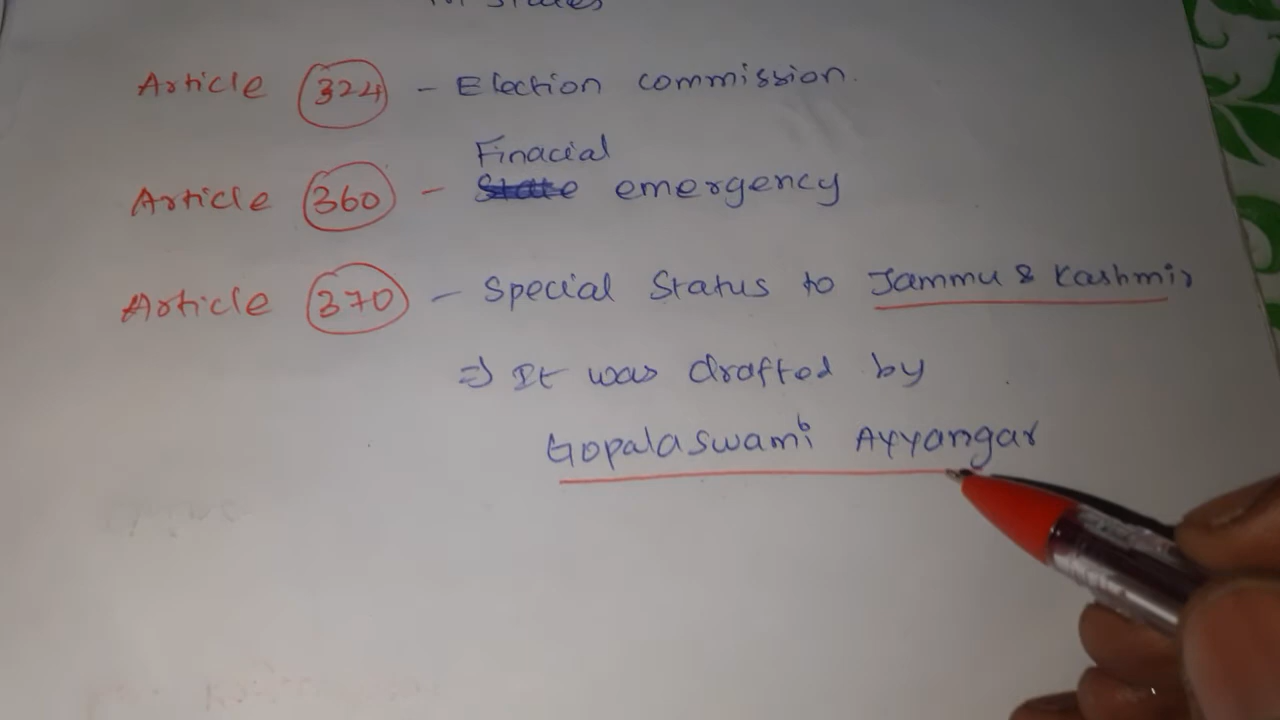 Article 324 - Election commission.
Finacial
Article 360 - State emergency
Article 370 - Special Status to Jammu & Kashmir
⇒ It was drafted by
Gopalaswami Ayyangar